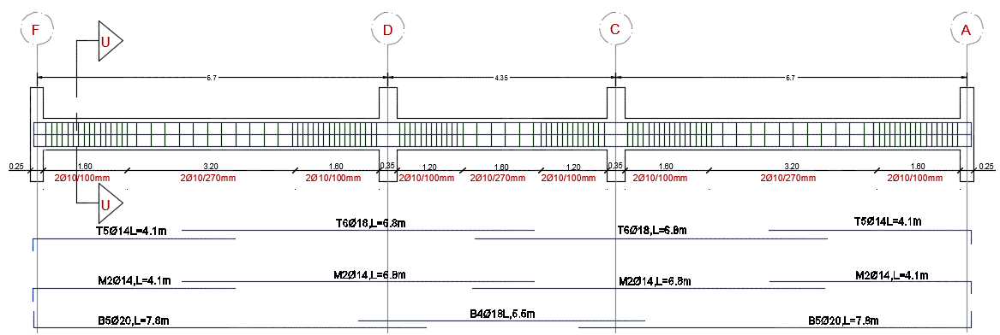 F D C A
U
6.7 4.35 6.7
0.25 1.60 3.20 1.60 0.35 1.20 1.60 1.20 0.35 1.60 3.20 1.60 0.25
2Ø10/100mm 2Ø10/270mm 2Ø10/100mm 2Ø10/100mm 2Ø10/270mm 2Ø10/100mm 2Ø10/100mm 2Ø10/270mm 2Ø10/100mm
U
T6Ø18,L=6.8m T5Ø14L=4.1m
T5Ø14L=4.1m T6Ø18,L=6.8m
M2Ø14,L=6.8m M2Ø14,L=4.1m
M2Ø14,L=4.1m M2Ø14,L=6.8m
B4Ø18L,5.5m
B5Ø20,L=7.8m B5Ø20,L=7.8m